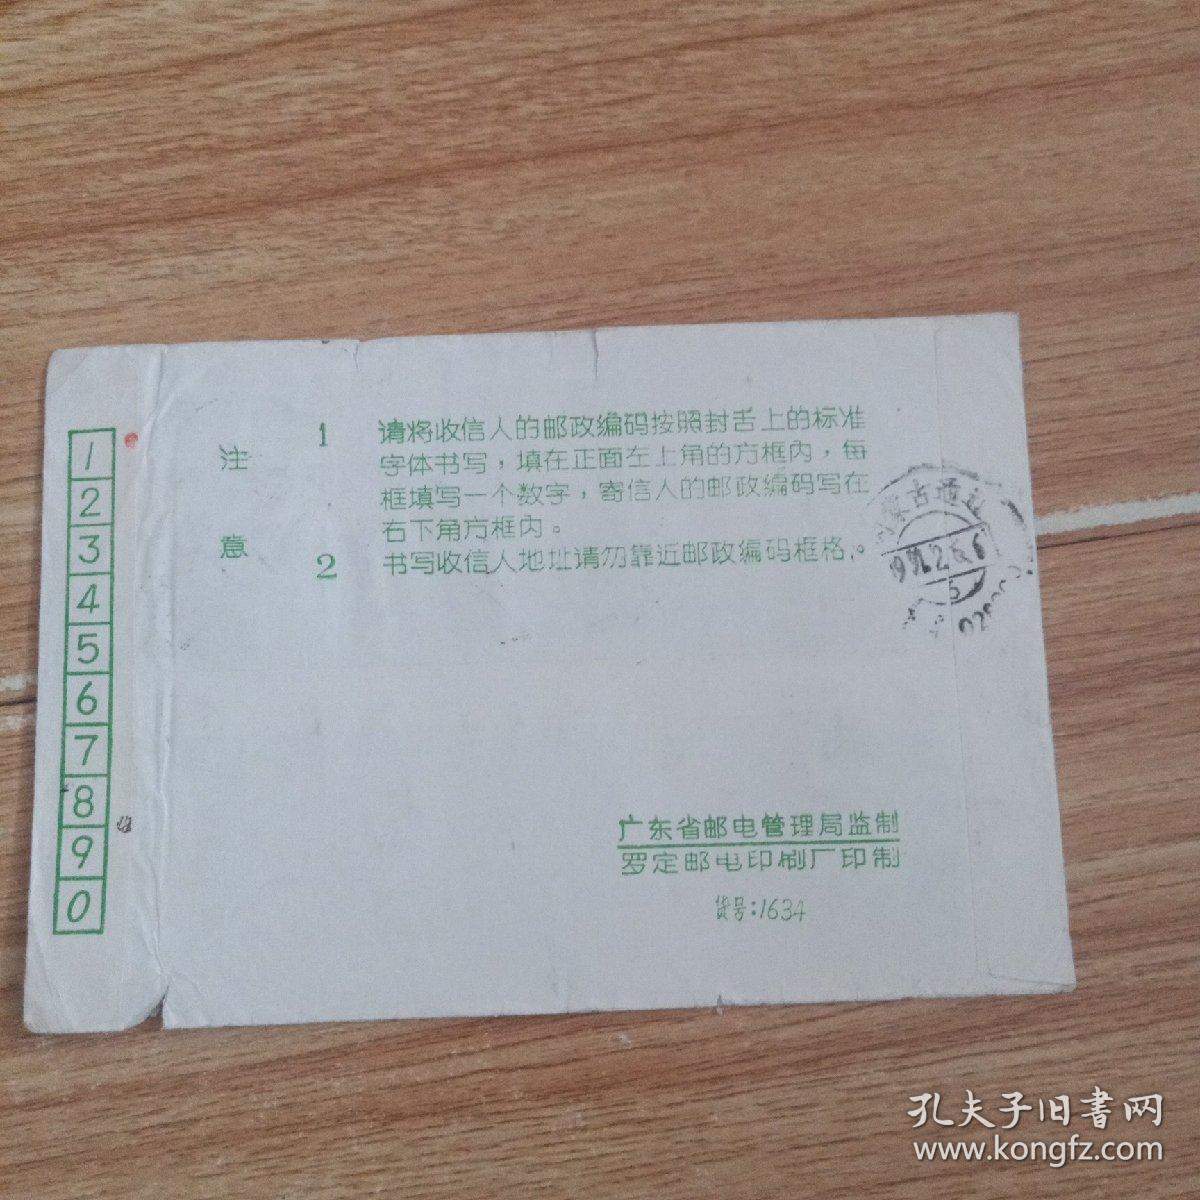 1
2
3
4
5
6
7
8
9
0
注意
1 请将收信人的邮政编码按照封舌上的标准
字体书写，填在正面左上角的方框内，每
框填写一个数字，寄信人的邮政编码写在
右下角方框内。
2 书写收信人地址请勿靠近邮政编码框格。
内蒙古通辽
广东省邮电管理局监制
罗定邮电印刷厂印制
货号:1634
孔夫子旧書网
www.kongfz.com